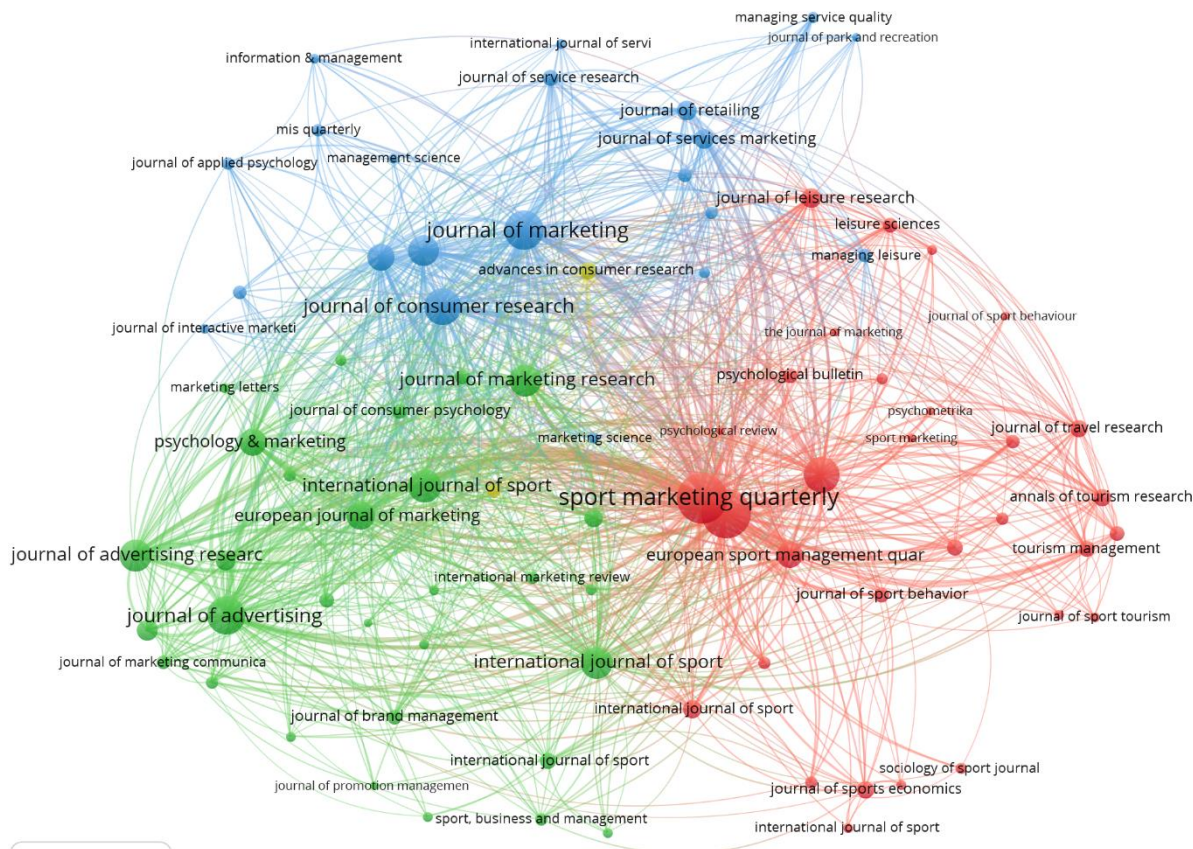 managing service quality
journal of park and recreation
international journal of servi
information & management
journal of service research
journal of retailing
mis quarterly
journal of services marketing
management science
journal of applied psychology
journal of leisure research
leisure sciences
journal of marketing
managing leisure
advances in consumer research
journal of consumer research
journal of sport behaviour
journal of interactive marketi
the journal of marketing
psychological bulletin
journal of marketing research
marketing letters
journal of consumer psychology
psychometrika
journal of travel research
psychological review
sport marketing
marketing science
psychology & marketing
international journal of sport
sport marketing quarterly
annals of tourism research
european journal of marketing
tourism management
journal of advertising researc
european sport management quar
international marketing review
journal of sport behavior
journal of advertising
journal of sport tourism
journal of marketing communica
international journal of sport
international journal of sport
journal of brand management
international journal of sport
sociology of sport journal
journal of promotion managemen
journal of sports economics
sport, business and management
international journal of sport